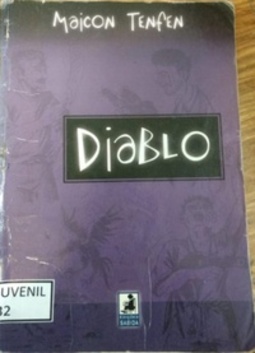 MaicoN TeNfeN
DiaBLO
UVENIL
32